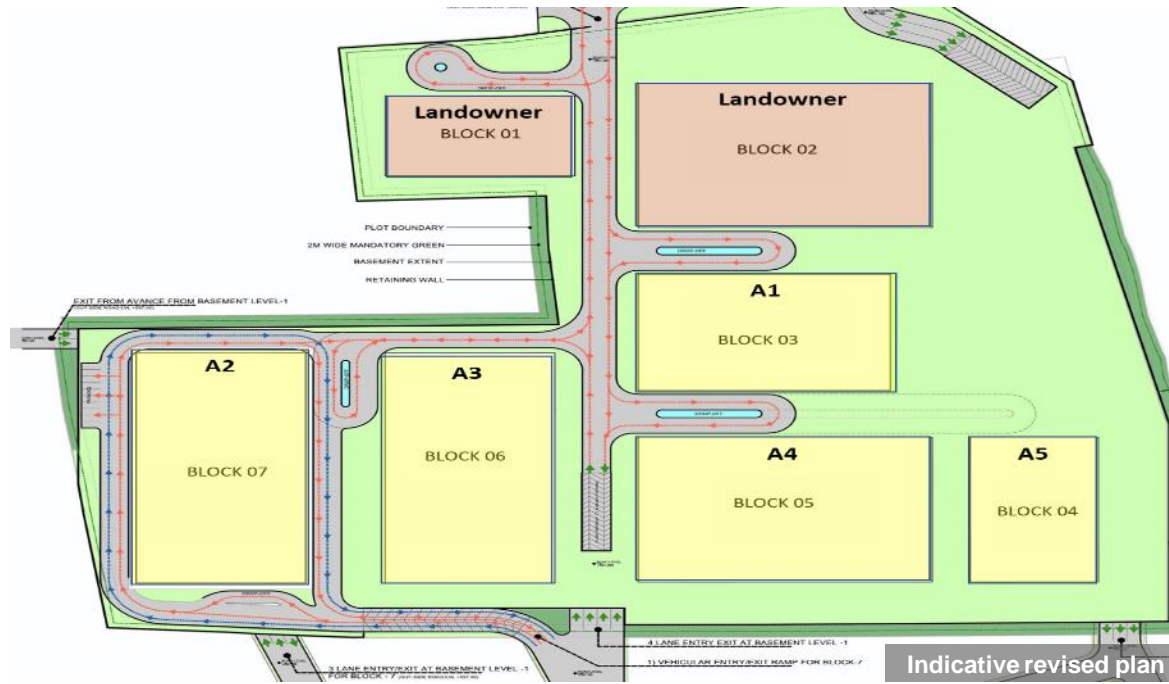 Landowner
BLOCK 01
Landowner
BLOCK 02
PLOT BOUNDARY
2M WIDE MANDATORY GREEN
BASEMENT EXTENT
RETAINING WALL
DROP-OFF
A1
BLOCK 03
EXIT FROM AVANCE FROM BASEMENT LEVEL-1
A2
BLOCK 07
A3
BLOCK 06
A4
BLOCK 05
A5
BLOCK 04
4 LANE ENTRY EXIT AT BASEMENT LEVEL -1
1) VEHICULAR ENTRY/EXIT RAMP FOR BLOCK-7
3 LANE ENTRY/EXIT AT BASEMENT LEVEL -1
FOR BLOCK - 7
Indicative revised plan